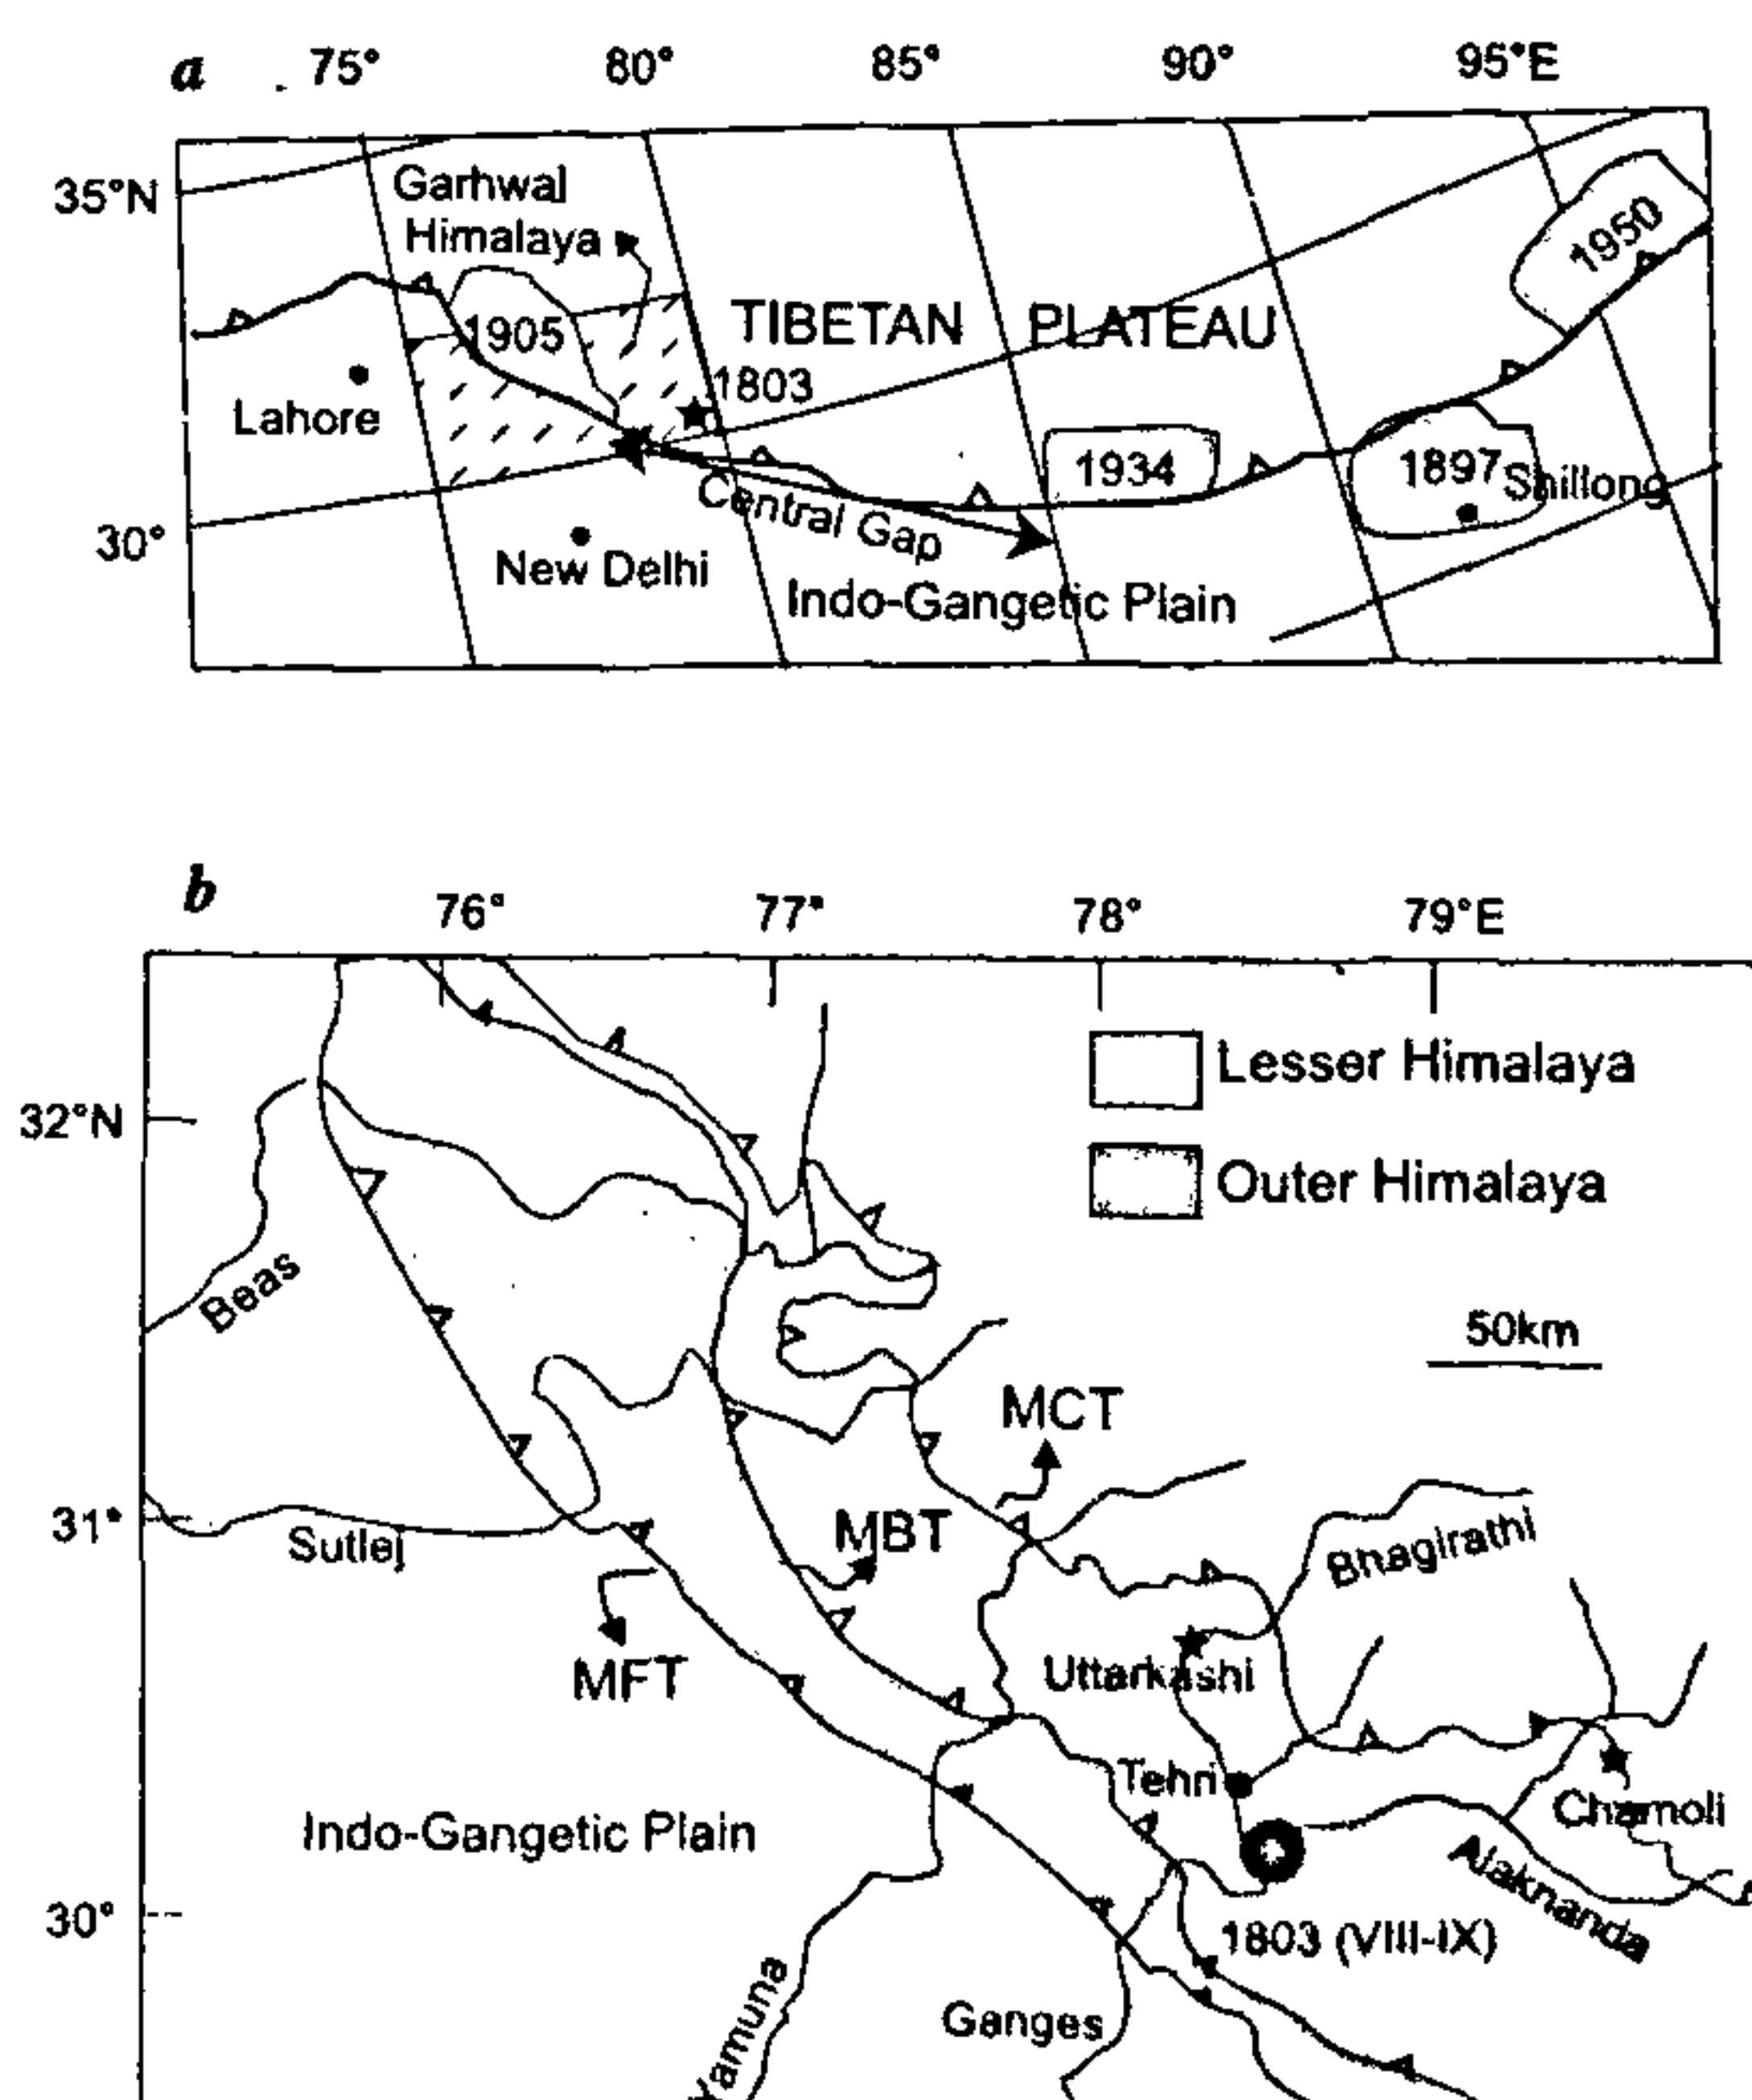 a 75° 80° 85° 90° 95°E
35°N
Garhwal
Himalaya
1950
1905
TIBETAN PLATEAU
1803
Lahore
1934
1897
Shillong
Central Gap
30°
New Delhi
Indo-Gangetic Plain
b
76° 77° 78° 79°E
Lesser Himalaya
32°N
Outer Himalaya
Beas
50km
MCT
31°
MBT
Sutlej
Bhagirathi
MFT
Uttarkashi
Tehri
Indo-Gangetic Plain
Chamoli
Alaknanda
30°
1803 (VIII-IX)
Yamuna
Ganges